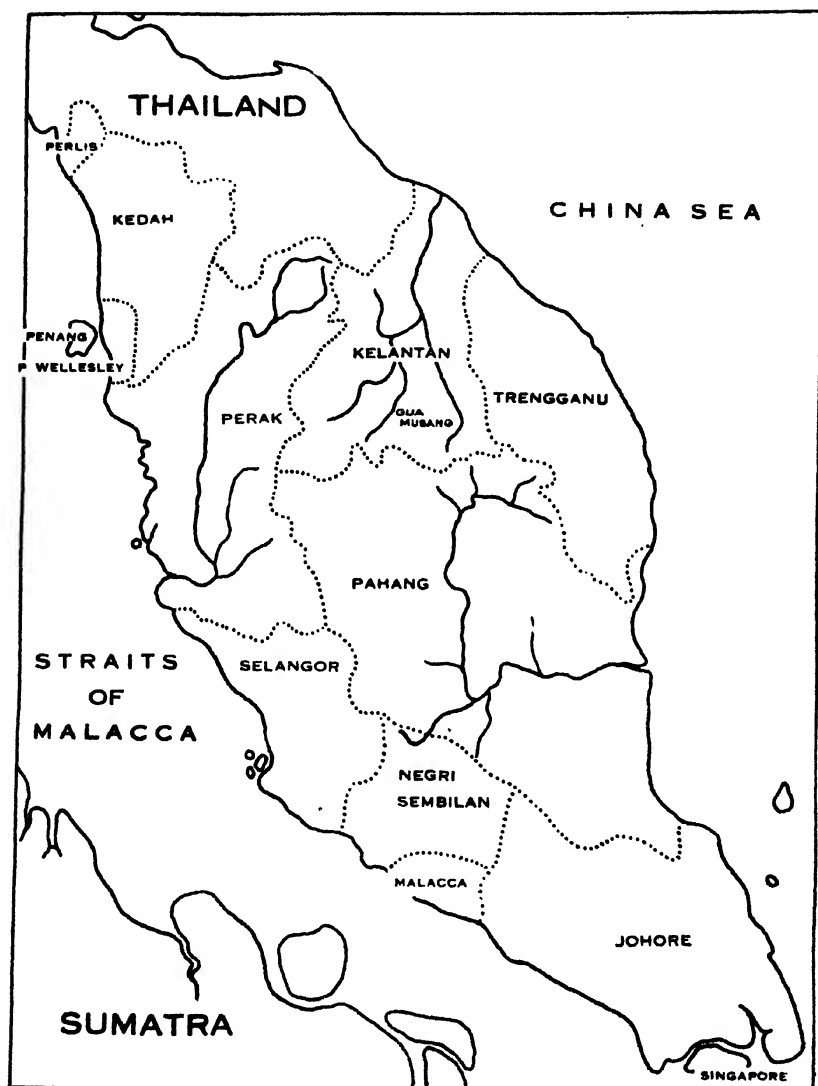 THAILAND
PERLIS
KEDAH
CHINA SEA
PENANG
P WELLESLEY
KELANTAN
PERAK
GUA
MUSANG
TRENGGANU
PAHANG
STRAITS
OF
MALACCA
SELANGOR
NEGRI
SEMBILAN
MALACCA
JOHORE
SUMATRA
SINGAPORE